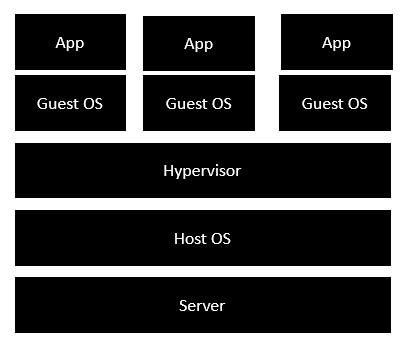 App App App
Guest OS Guest OS Guest OS
Hypervisor
Host OS
Server